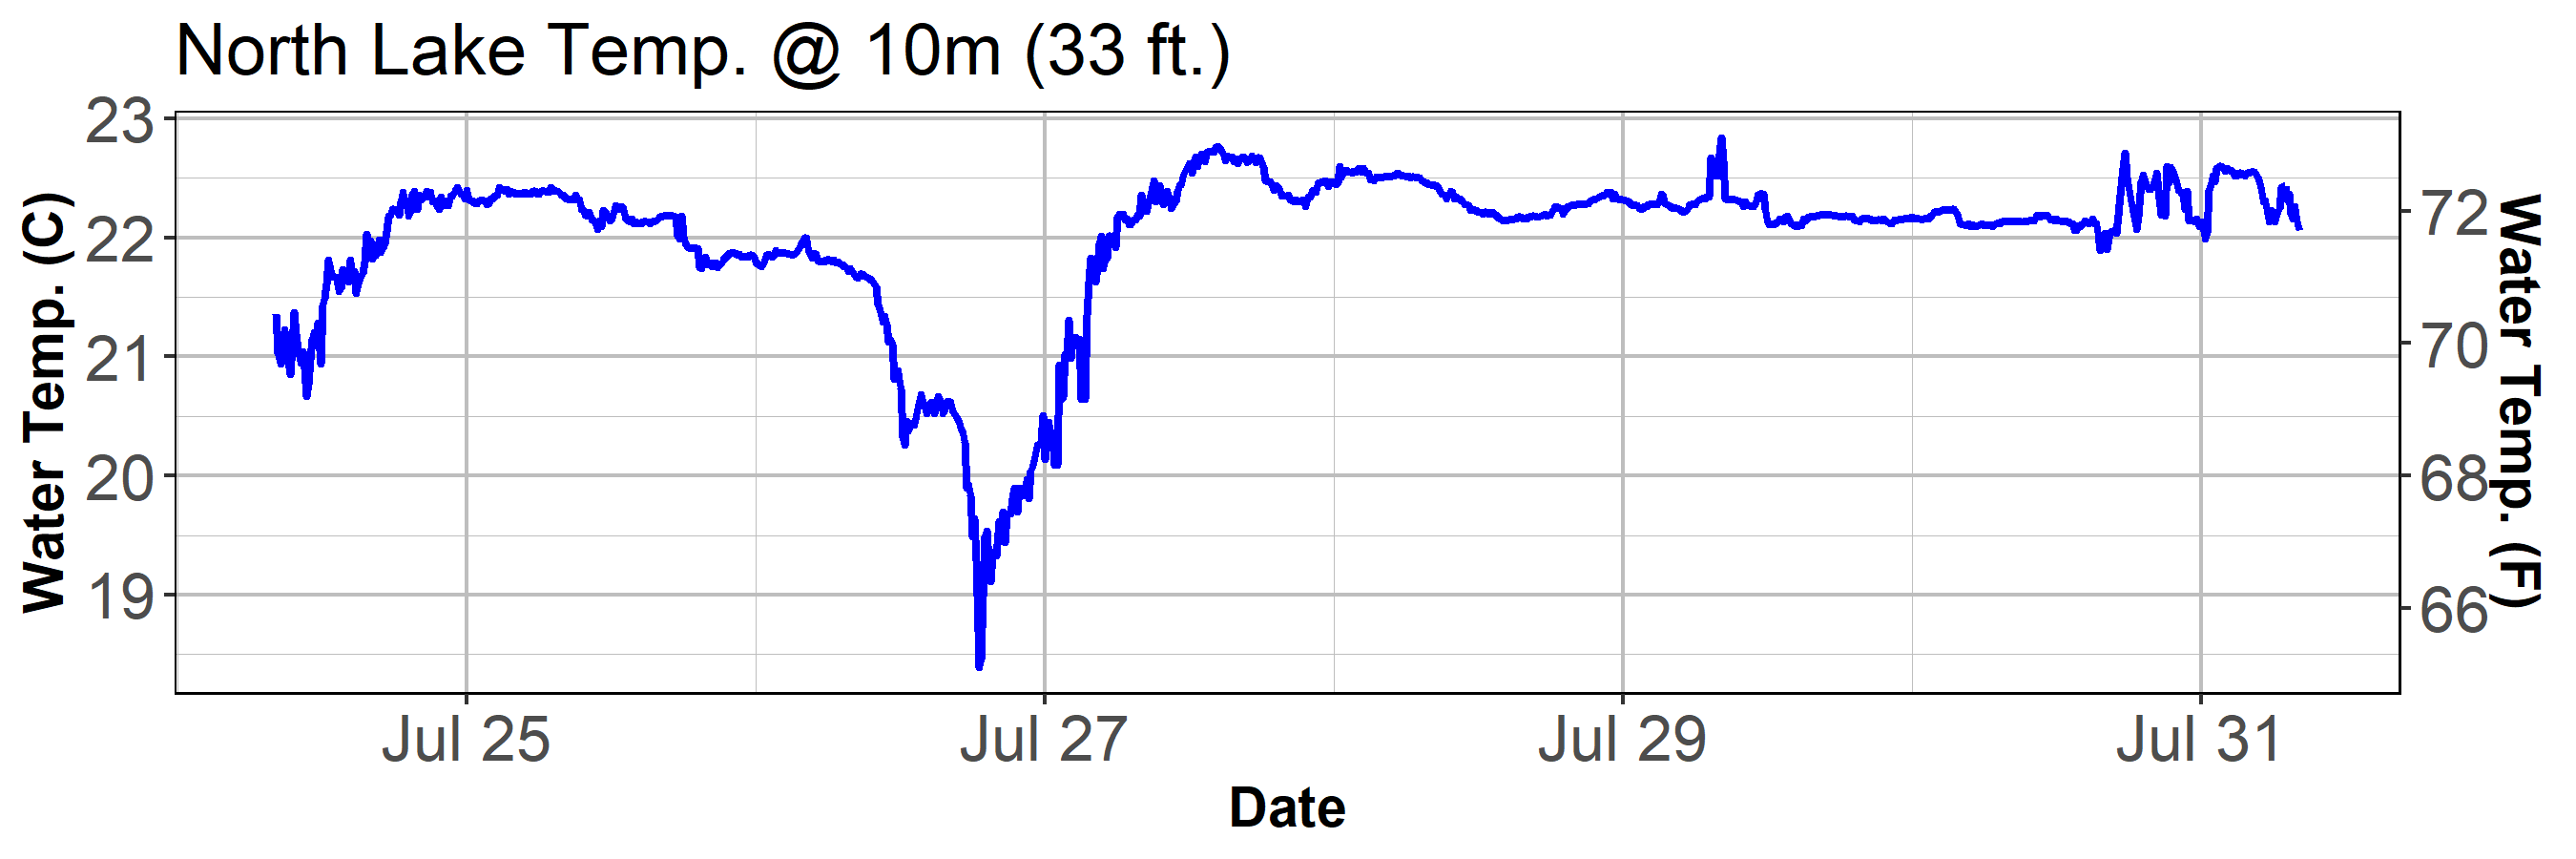 North Lake Temp. @ 10m (33 ft.)
Water Temp. (C)
23
22
21
20
19
72
70
68
66
Water Temp. (F)
Jul 25 Jul 27 Jul 29 Jul 31
Date